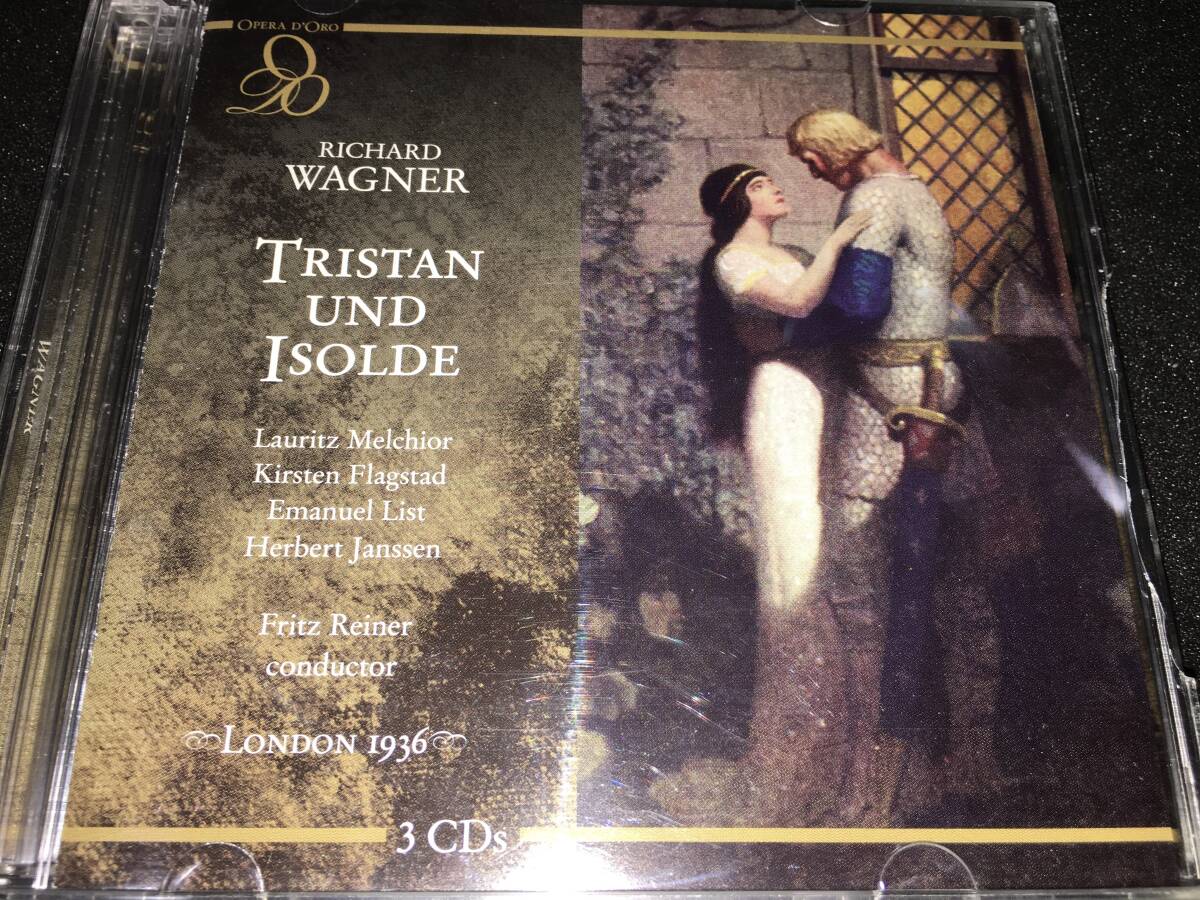 OPERA D'ORO
RICHARD
WAGNER
TRISTAN
UND
ISOLDE
Lauritz Melchior
Kirsten Flagstad
Emanuel List
Herbert Janssen
Fritz Reiner
conductor
LONDON 1936
3 CDs
WAGNER